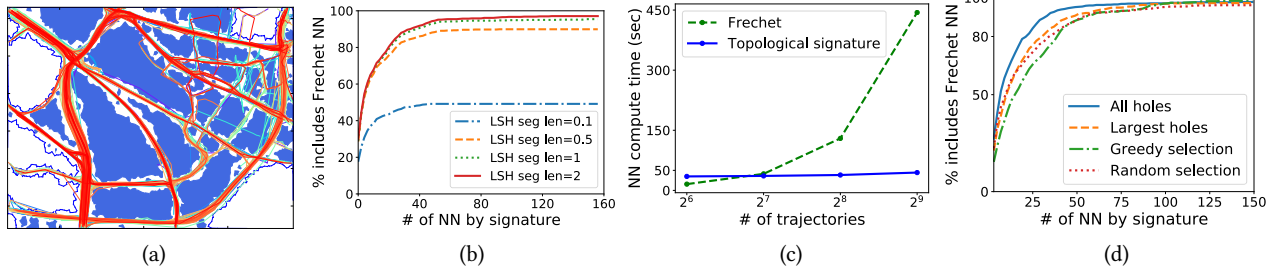 100
80
60
40
20
0
% includes Frechet NN
LSH seg len=0.1
LSH seg len=0.5
LSH seg len=1
LSH seg len=2
0 40 80 120 160
# of NN by signature
450
300
150
50
0
NN compute time (sec)
Frechet
Topological signature
2^6 2^7 2^8 2^9
# of trajectories
100
80
50
0
% includes Frechet NN
All holes
Largest holes
Greedy selection
Random selection
25 50 75 100 125 150
# of NN by signature
(a) (b) (c) (d)